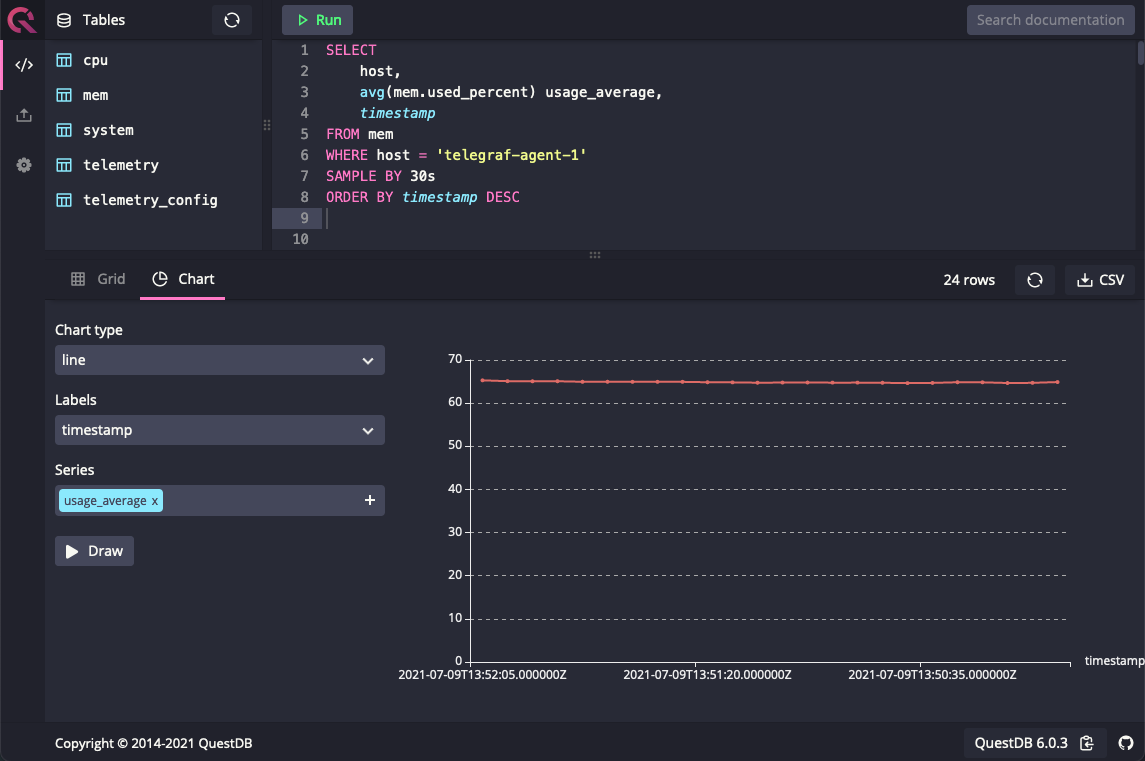 Tables
Run
Search documentation
cpu
mem
system
telemetry
telemetry_config
1 SELECT
2 host,
3 avg(mem.used_percent) usage_average,
4 timestamp
5 FROM mem
6 WHERE host = 'telegraf-agent-1'
7 SAMPLE BY 30s
8 ORDER BY timestamp DESC
9
10
Grid
Chart
24 rows
CSV
Chart type
line
Labels
timestamp
Series
usage_average x
+
Draw
70
60
50
40
30
20
10
0
2021-07-09T13:52:05.000000Z
2021-07-09T13:51:20.000000Z
2021-07-09T13:50:35.000000Z
timestamp
Copyright © 2014-2021 QuestDB
QuestDB 6.0.3